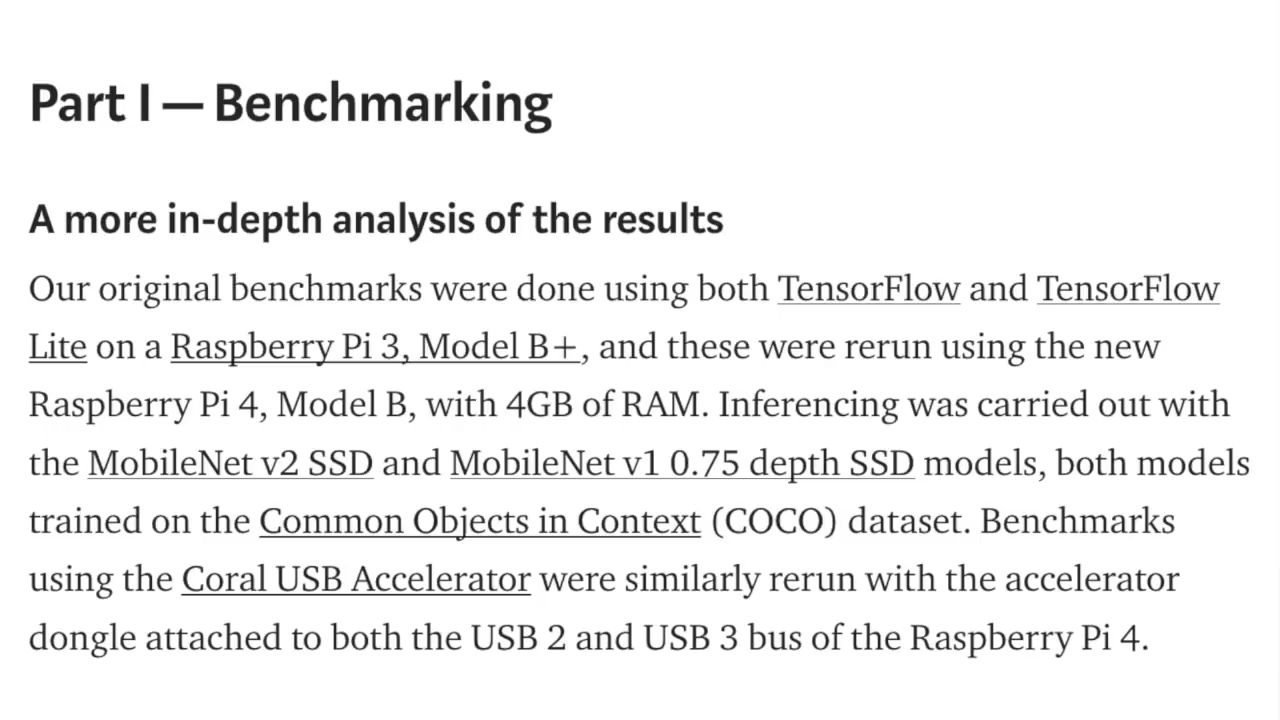 Part I — Benchmarking
A more in-depth analysis of the results
Our original benchmarks were done using both TensorFlow and TensorFlow
Lite on a Raspberry Pi 3, Model B+, and these were rerun using the new
Raspberry Pi 4, Model B, with 4GB of RAM. Inferencing was carried out with
the MobileNet v2 SSD and MobileNet v1 0.75 depth SSD models, both models
trained on the Common Objects in Context (COCO) dataset. Benchmarks
using the Coral USB Accelerator were similarly rerun with the accelerator
dongle attached to both the USB 2 and USB 3 bus of the Raspberry Pi 4.